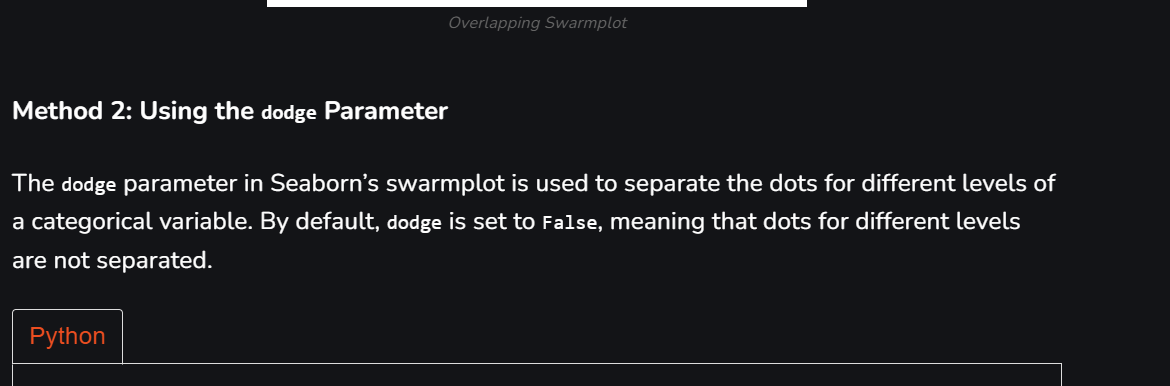 Overlapping Swarmplot
Method 2: Using the dodge Parameter
The dodge parameter in Seaborn’s swarmplot is used to separate the dots for different levels of
a categorical variable. By default, dodge is set to False, meaning that dots for different levels
are not separated.
Python